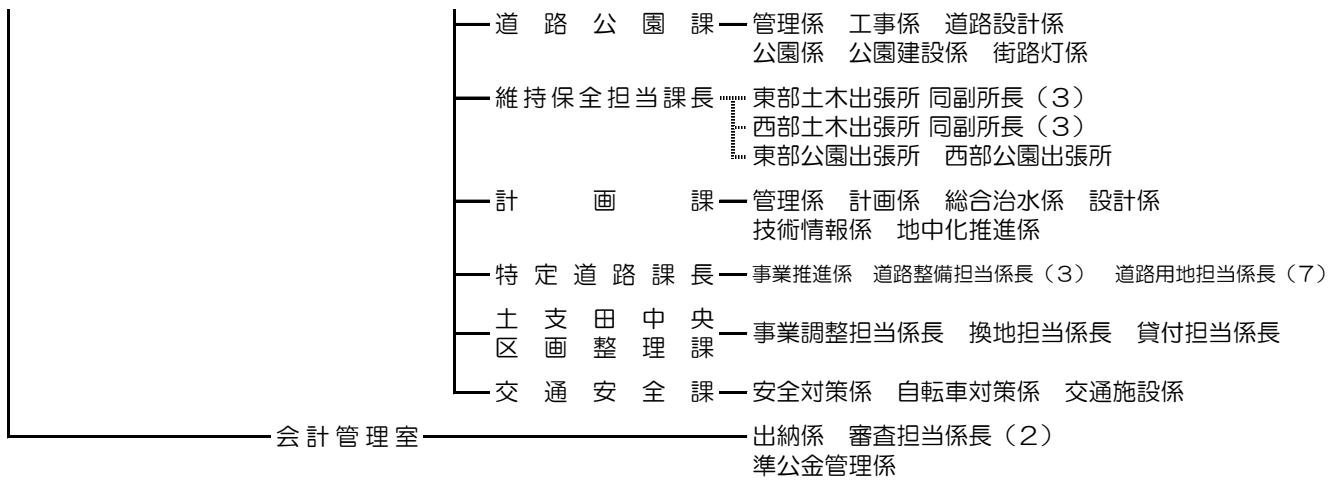 道路公園課 管理係 工事係 道路設計係
公園係 公園建設係 街路灯係
維持保全担当課長 東部土木出張所 同副所長（3）
西部土木出張所 同副所長（3）
東部公園出張所 西部公園出張所
計画課 管理係 計画係 総合治水係 設計係
技術情報係 地中化推進係
特定道路課長 事業推進係 道路整備担当係長（3） 道路用地担当係長（7）
土支田中央
区画整理課 事業調整担当係長 換地担当係長 貸付担当係長
交通安全課 安全対策係 自転車対策係 交通施設係
会計管理室 出納係 審査担当係長（2）
準公金管理係